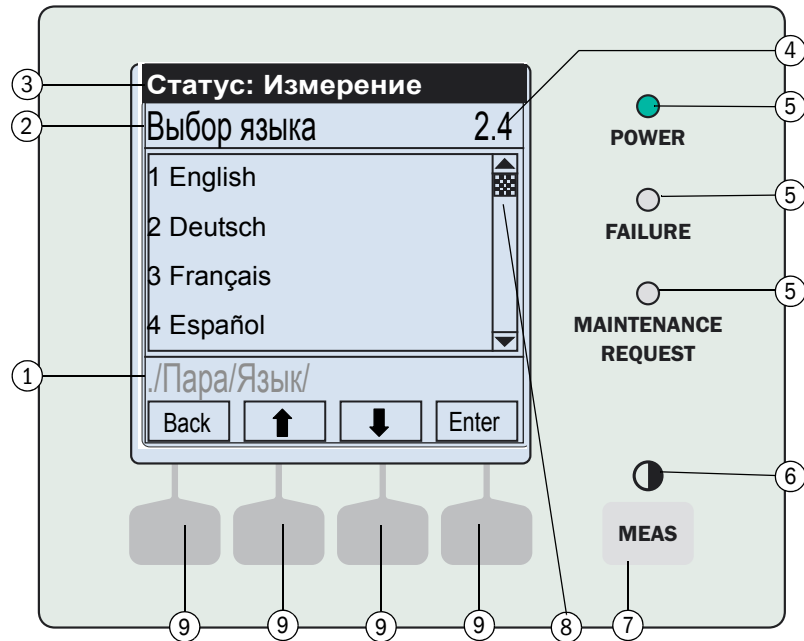 Статус: Измерение
Выбор языка 2.4
1 English
2 Deutsch
3 Français
4 Español
./Пара/Язык/
Back Enter
POWER
FAILURE
MAINTENANCE
REQUEST
MEAS
3
2
1
4
5
5
5
6
7
8
9
9
9
9